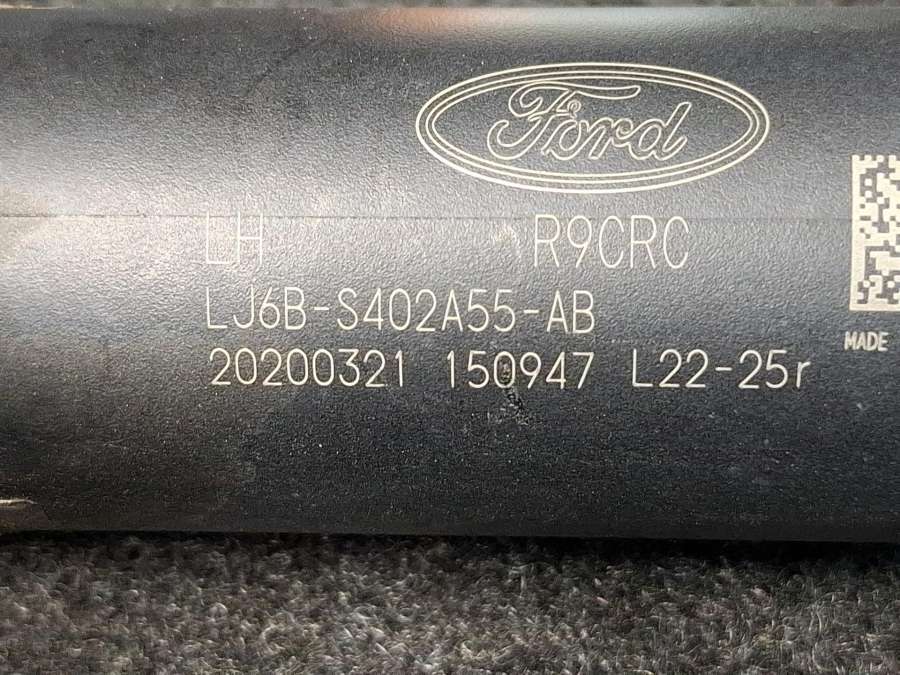 Ford
LH R9CRC
LJ6B-S402A55-AB
20200321 150947 L22-25r
MADE